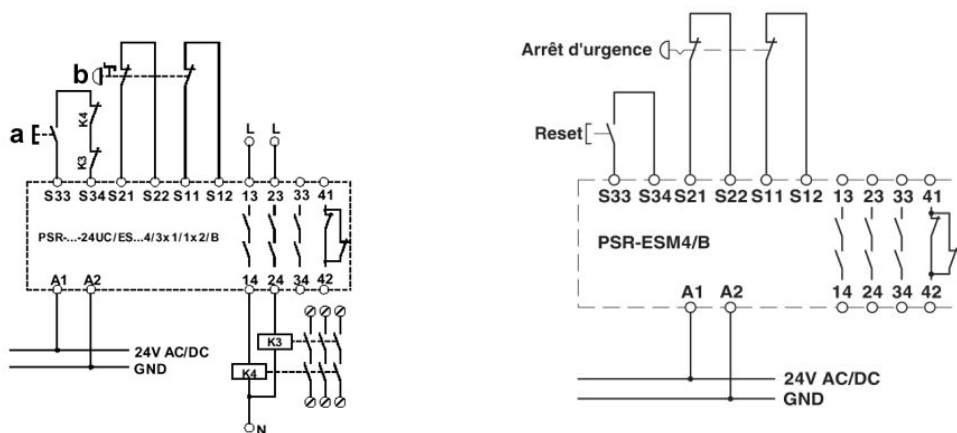 b
a
K4
K3
L L
S33 S34 S21 S22 S11 S12 13 23 33 41
PSR-...-24UC/ES...4/3x1/1x2/B
14 24 34 42
A1 A2
K3
K4
24V AC/DC
GND
N
Arrêt d'urgence
Reset
S33 S34 S21 S22 S11 S12 13 23 33 41
PSR-ESM4/B
14 24 34 42
A1 A2
24V AC/DC
GND